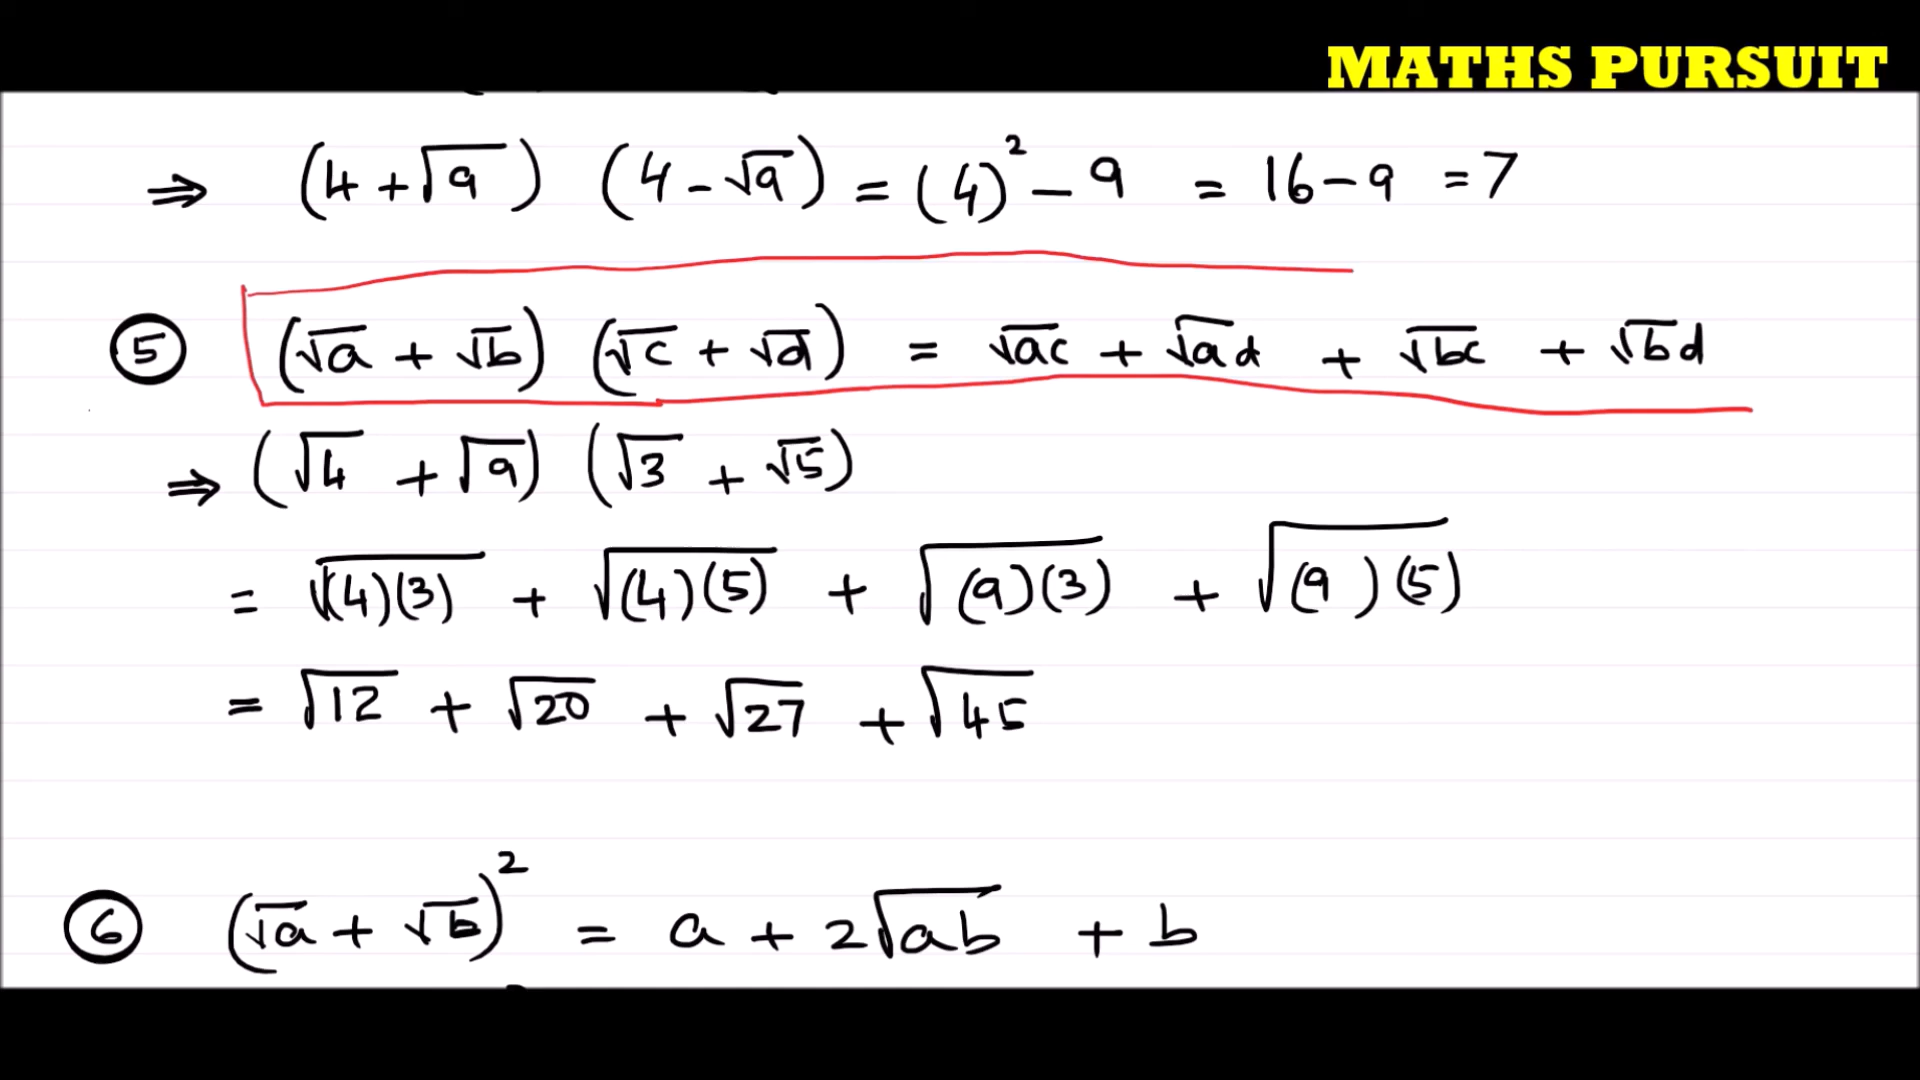 MATHS PURSUIT
⇒ (4 + √9) (4 - √9) = (4)² - 9 = 16 - 9 = 7
⑤ (√a + √b) (√c + √d) = √ac + √ad + √bc + √bd
⇒ (√4 + √9) (√3 + √5)
= √(4)(3) + √(4)(5) + √(9)(3) + √(9)(5)
= √12 + √20 + √27 + √45
⑥ (√a + √b)² = a + 2√ab + b